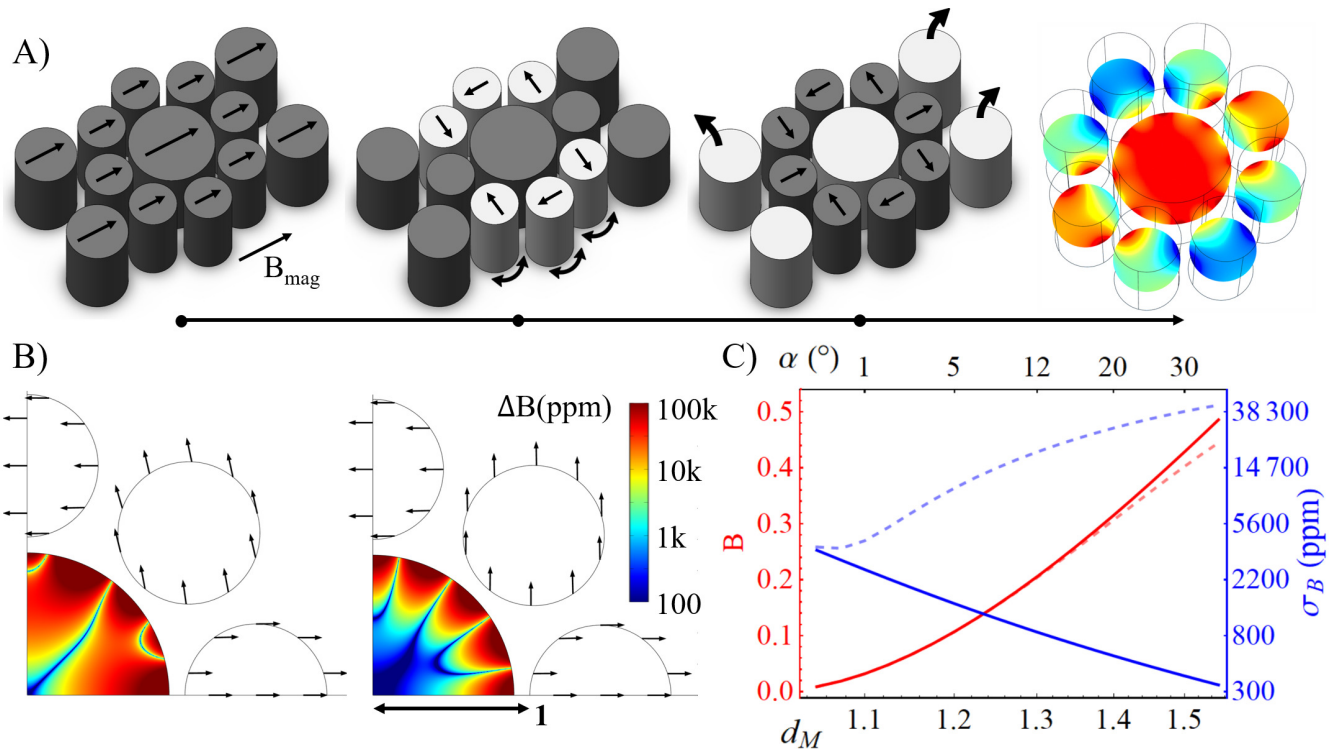 A)
B_mag
B)
ΔB(ppm)
100k
10k
1k
100
1
C)
α (°) 1 5 12 20 30
0.5
0.4
0.3
0.2
0.1
0.0
B
38 300
14 700
5600
2200
800
300
σ_B (ppm)
d_M 1.1 1.2 1.3 1.4 1.5